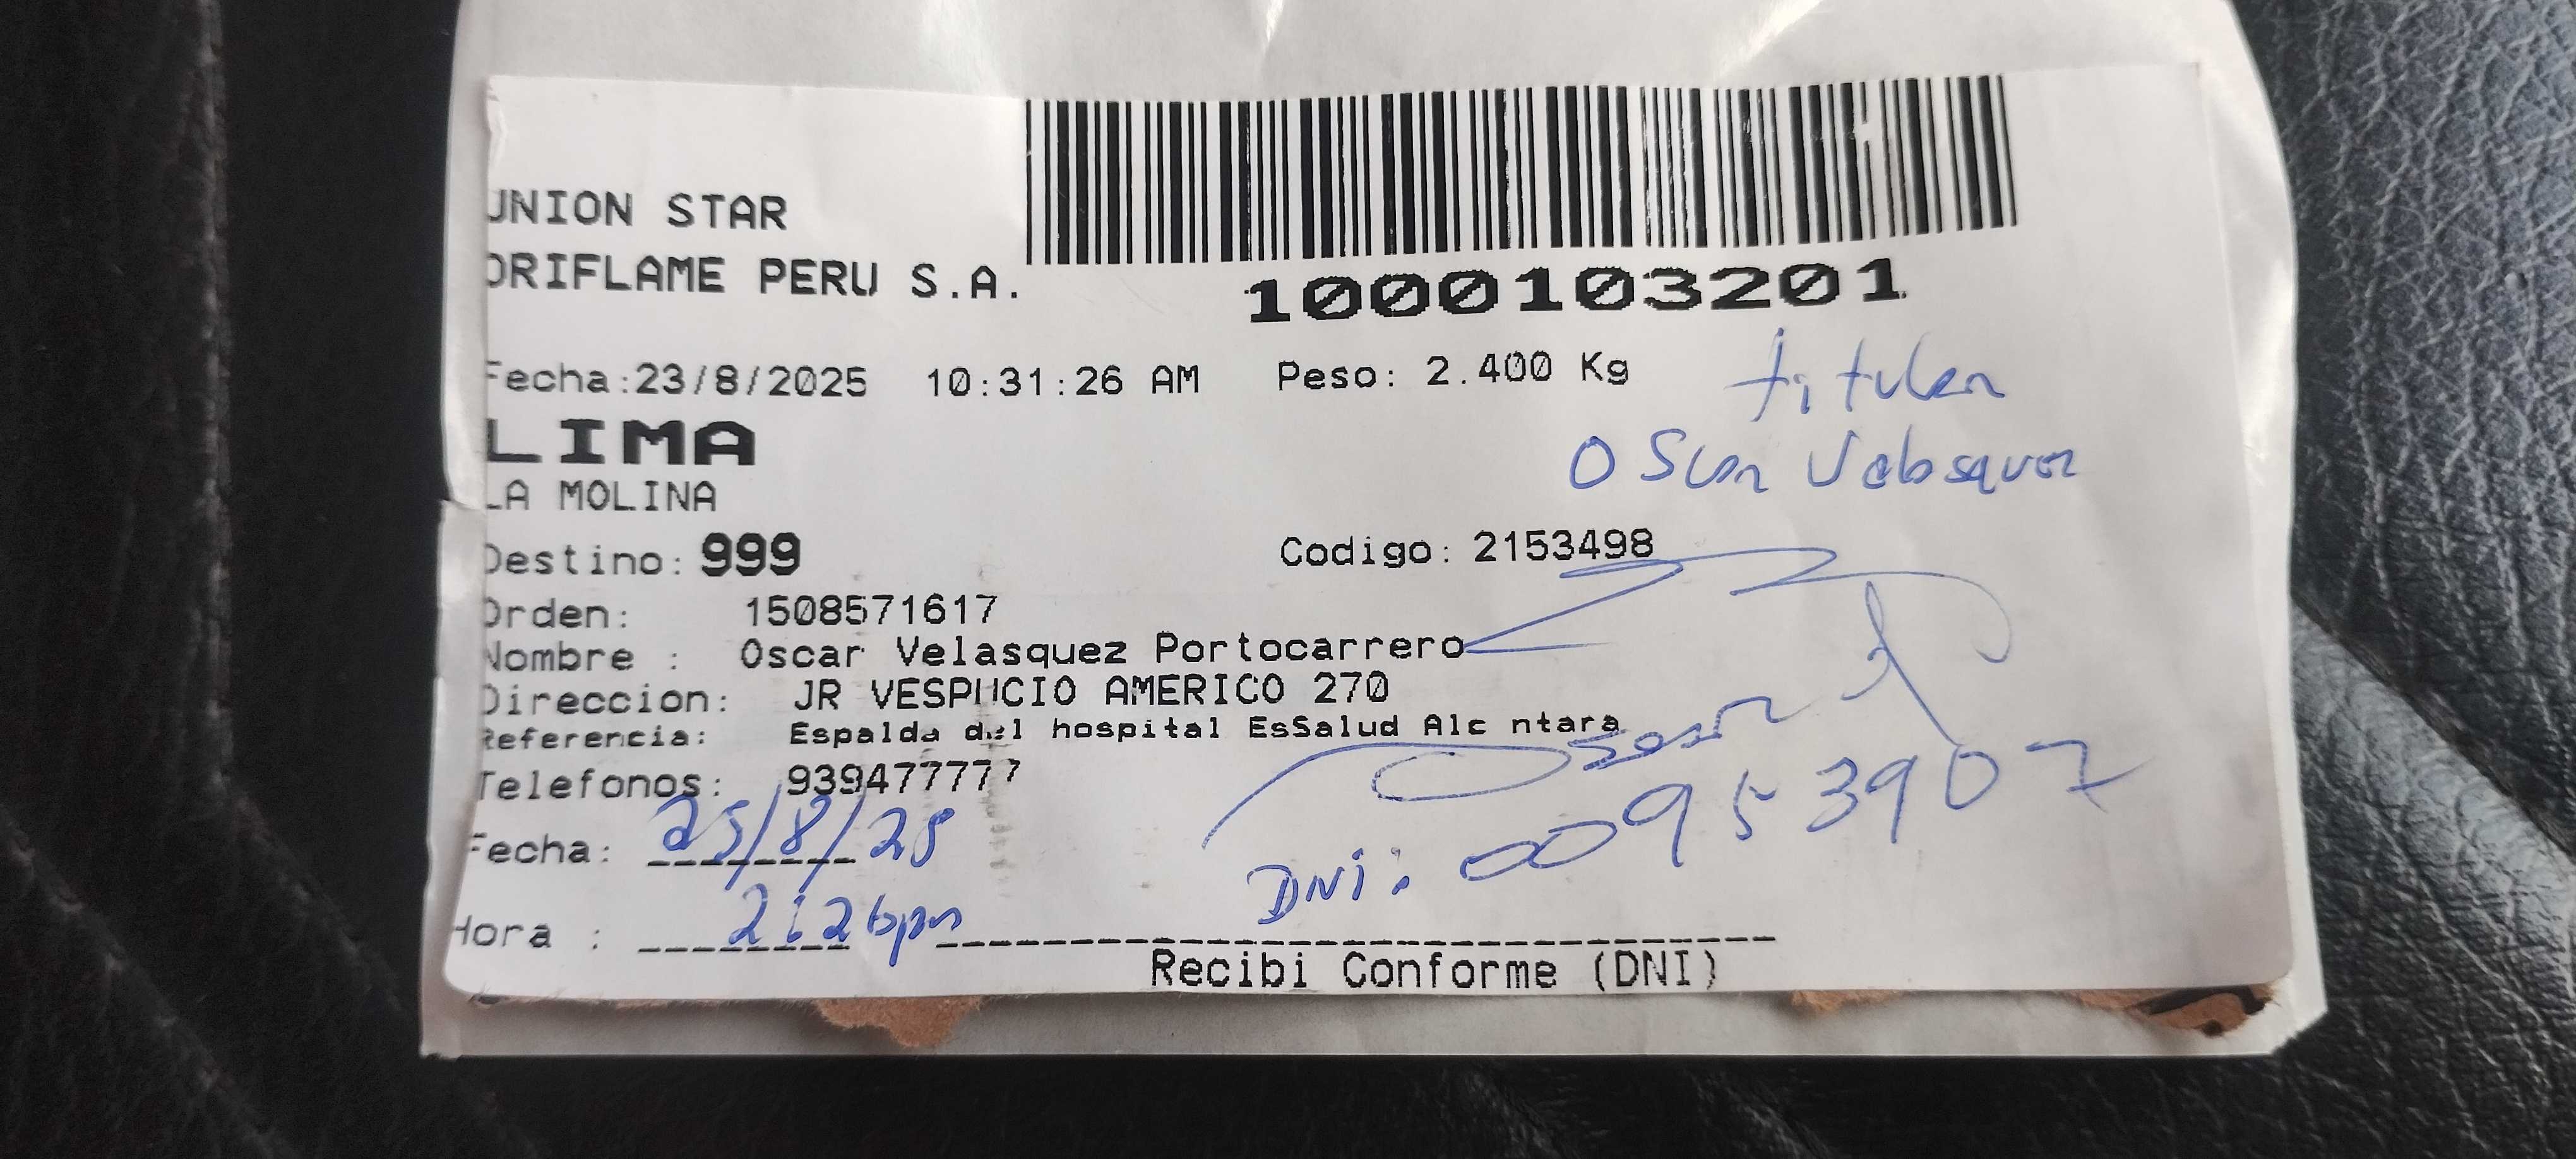 UNION STAR
ORIFLAME PERU S.A.
1000103201
Fecha:23/8/2025 10:31:26 AM Peso: 2.400 Kg
titular
LIMA
Oscar Velasquez
LA MOLINA
Destino: 999 Codigo: 2153498
Orden: 1508571617
Nombre : Oscar Velasquez Portocarrero
Direccion: JR VESPUCIO AMERICO 270
Referencia: Espalda del hospital EsSalud Alc ntara
Telefonos: 939477777
Fecha: 25/8/25
DNi: 00953907
Hora : 2:26pm
Recibi Conforme (DNI)